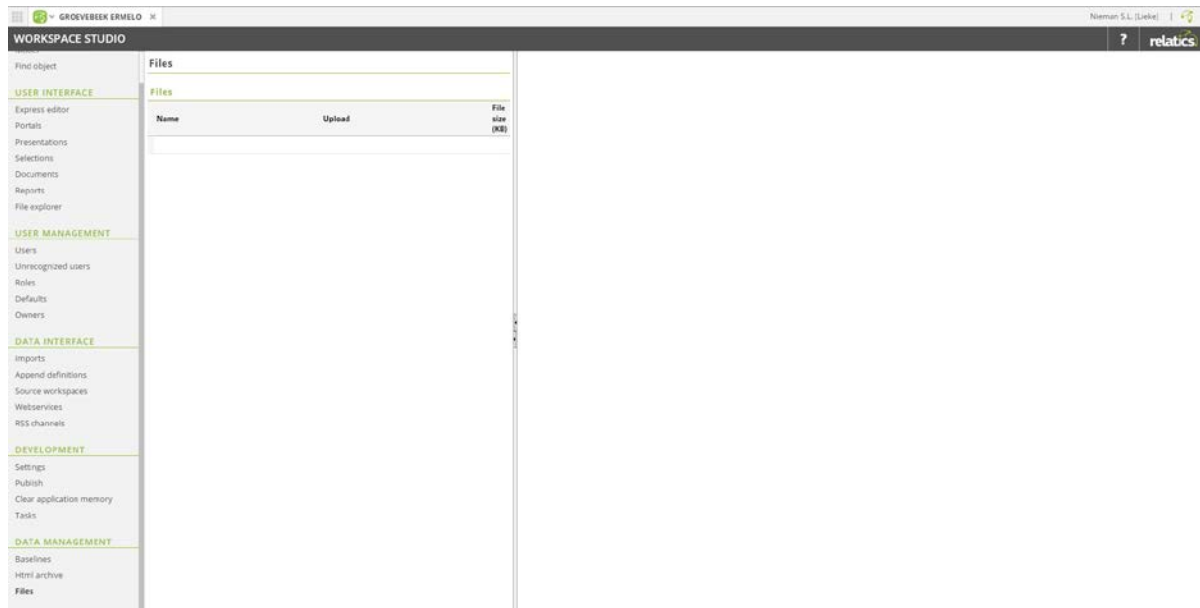 GROEVEBEEK ERMELO ×
Nieman S.L. [Lieke] |
WORKSPACE STUDIO
? relatics
Find object
USER INTERFACE
Express editor
Portals
Presentations
Selections
Documents
Reports
File explorer
USER MANAGEMENT
Users
Unrecognized users
Roles
Defaults
Owners
DATA INTERFACE
Imports
Append definitions
Source workspaces
Webservices
RSS channels
DEVELOPMENT
Settings
Publish
Clear application memory
Tasks
DATA MANAGEMENT
Baselines
Html archive
Files
Files
Files
Name Upload File
size
(KB)